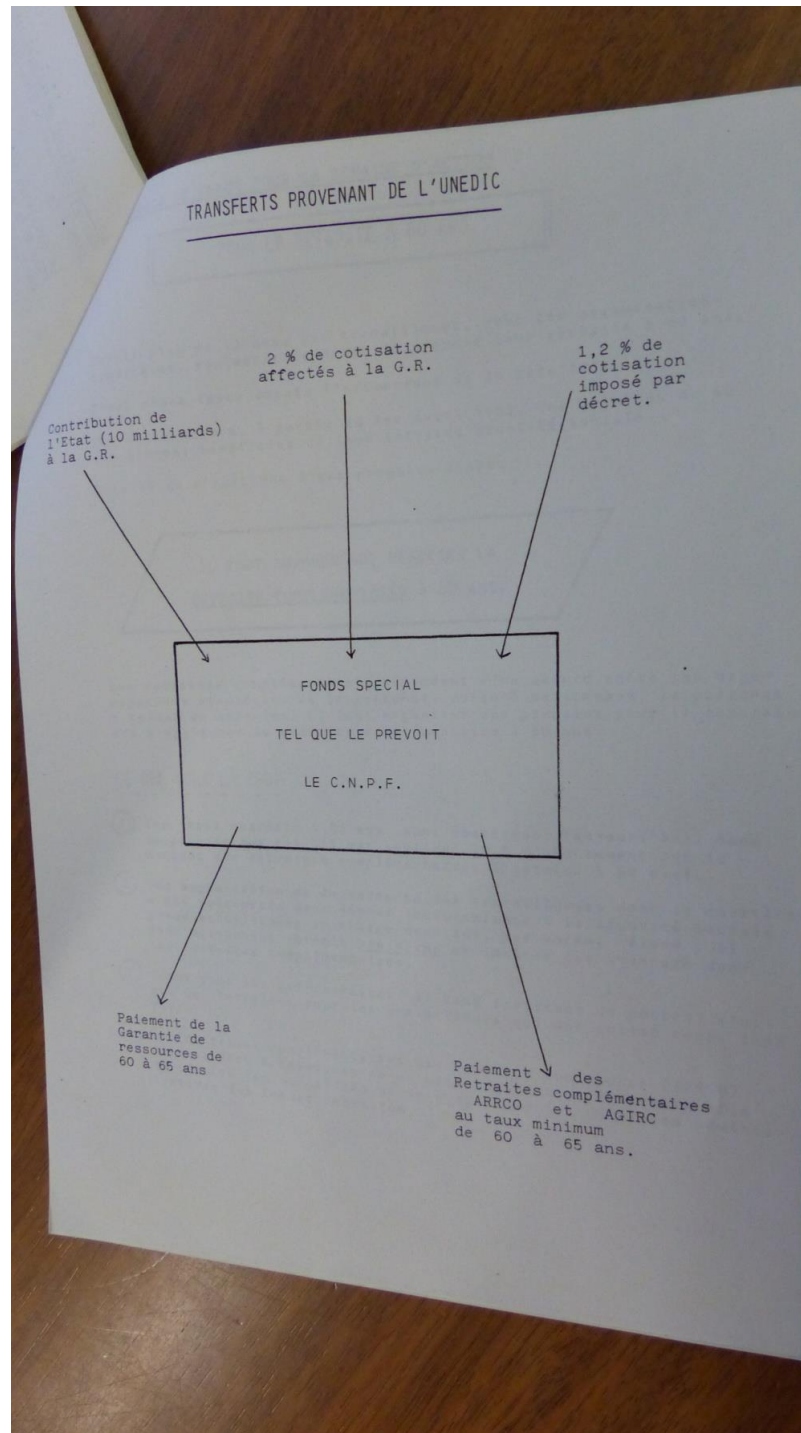 TRANSFERTS PROVENANT DE L'UNEDIC
2 % de cotisation
affectés à la G.R.
1,2 % de
cotisation
imposé par
décret.
Contribution de
l'Etat (10 milliards)
à la G.R.
FONDS SPECIAL
TEL QUE LE PREVOIT
LE C.N.P.F.
Paiement de la
Garantie de
ressources de
60 à 65 ans
Paiement des
Retraites complémentaires
ARRCO et AGIRC
au taux minimum
de 60 à 65 ans.